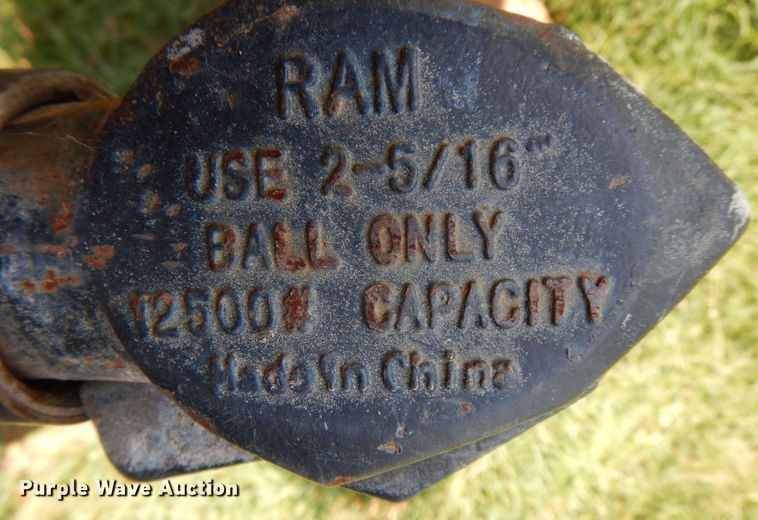 RAM
USE 2-5/16"
BALL ONLY
12500# CAPACITY
Made in China
Purple Wave Auction